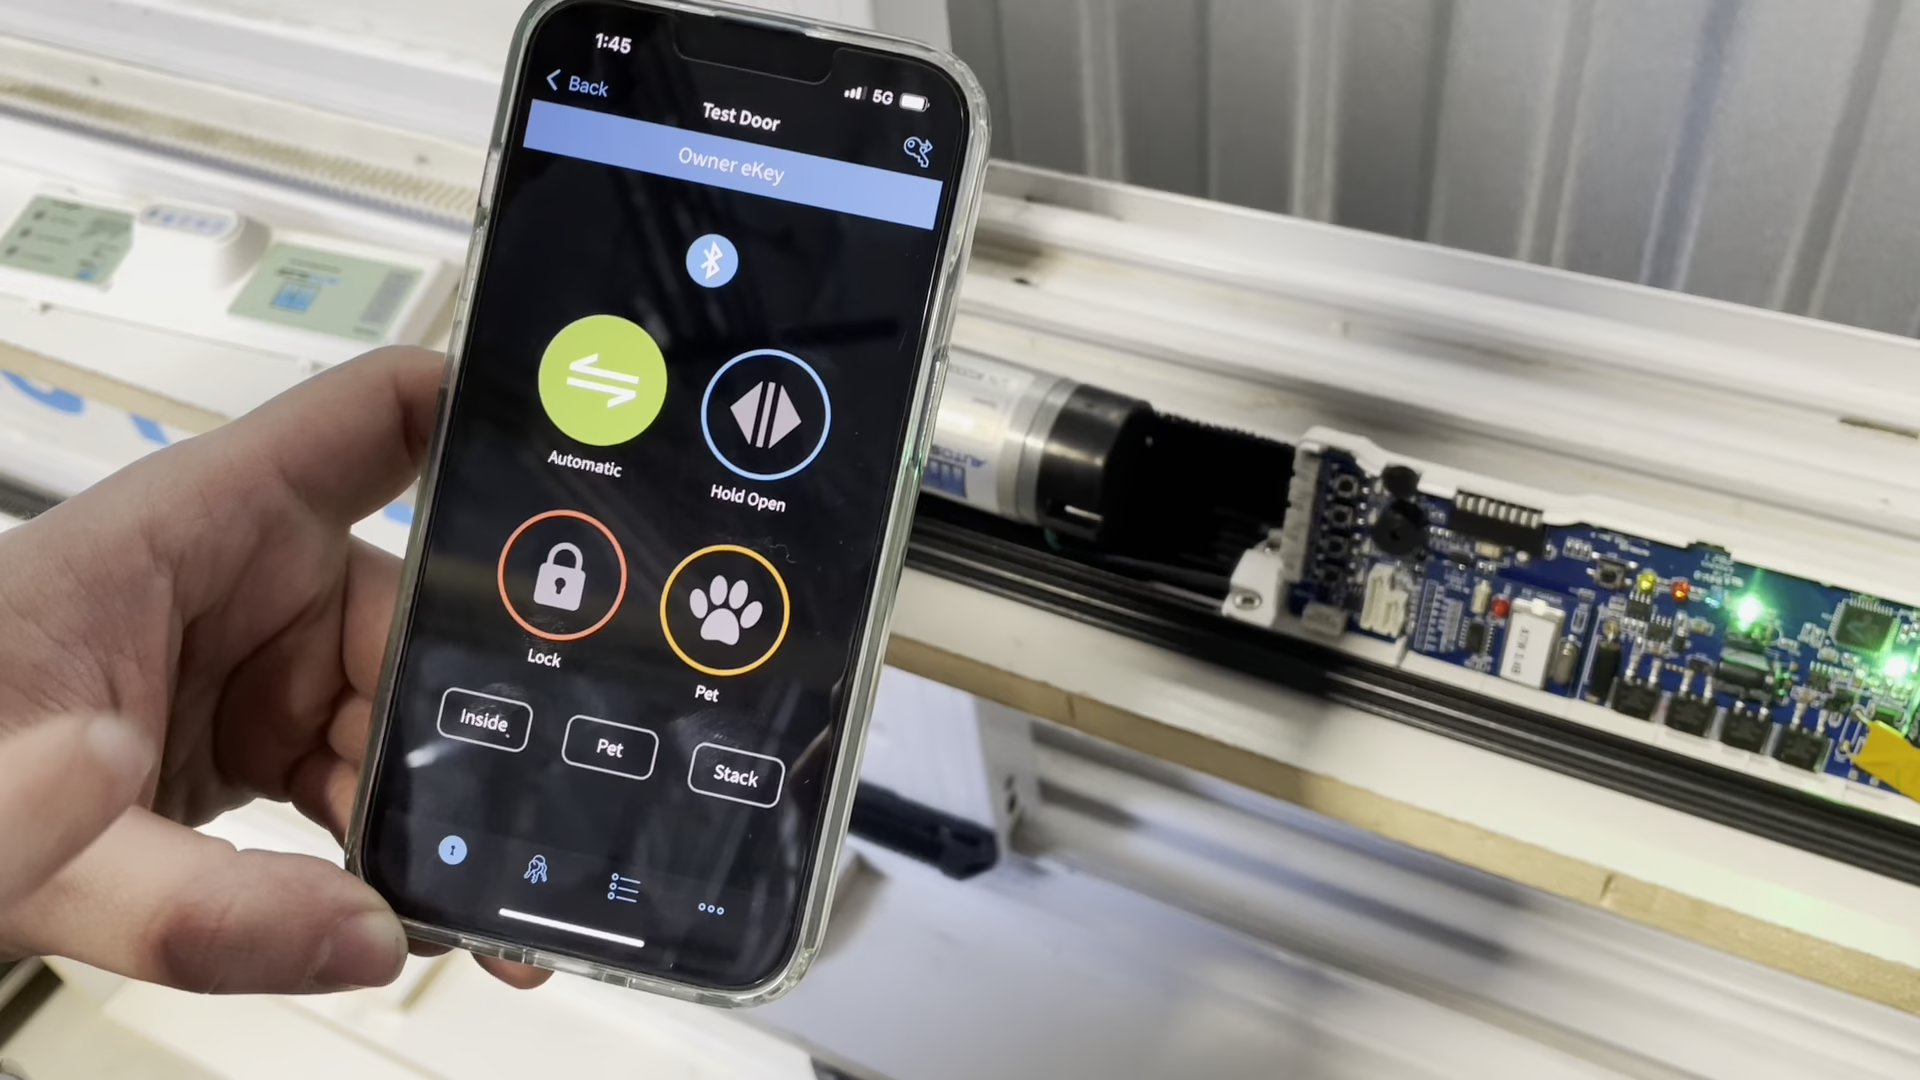 1:45
5G
Back
Test Door
Owner eKey
Automatic
Hold Open
Lock
Pet
Inside
Pet
Stack